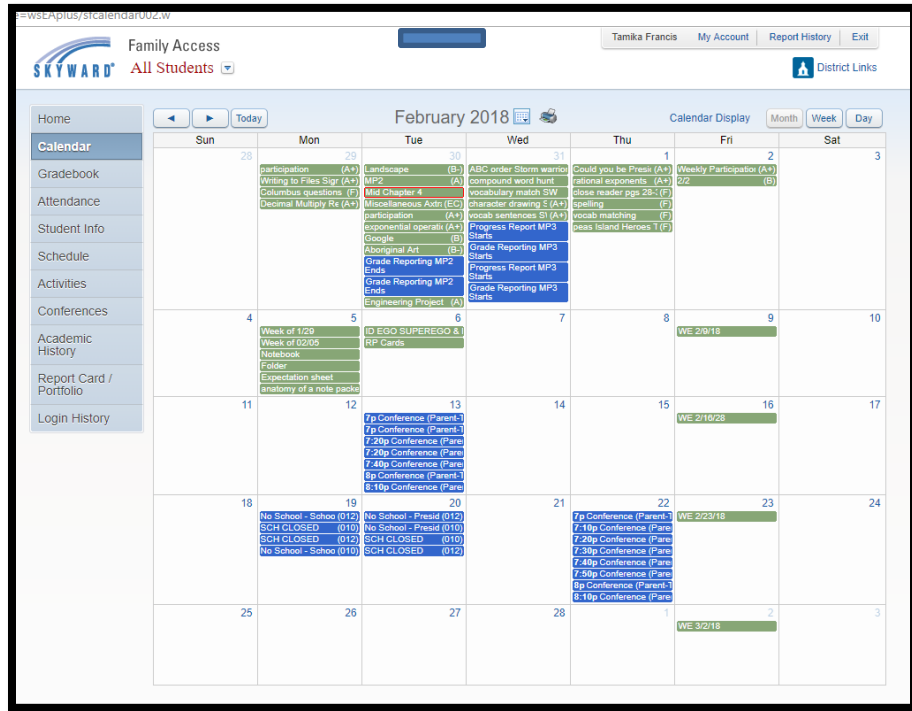 e=wsEAplus/sfcalendar002.w
SKYWARD®
Family Access
All Students
Tamika Francis My Account Report History Exit
District Links
Home
Calendar
Gradebook
Attendance
Student Info
Schedule
Activities
Conferences
Academic
History
Report Card /
Portfolio
Login History
Today
February 2018
Calendar Display Month Week Day
Sun Mon Tue Wed Thu Fri Sat
28
29
participation (A+)
Writing to Files Sigr (A+)
Columbus questions (F)
Decimal Multiply Re (A+)
30
Landscape (B-)
MP2 (A)
Mid Chapter 4
Miscellaneous Axtri (EC)
participation (A+)
exponential operati (A+)
Google (B)
Aboriginal Art (B-)
Grade Reporting MP2
Ends
Grade Reporting MP2
Ends
Engineering Project (A)
31
ABC order Storm warrior
compound word hunt
vocabulary match SW
character drawing S (A+)
vocab sentences S\ (A+)
Progress Report MP3
Starts
Grade Reporting MP3
Starts
Progress Report MP3
Starts
Grade Reporting MP3
Starts
1
Could you be Presi (A+)
rational exponents (A+)
close reader pgs 28- (F)
spelling (F)
vocab matching (F)
peas Island Heroes T (F)
2
Weekly Participatior (A+)
2/2 (B)
3
4
5
Week of 1/29
Week of 02/05
Notebook
Folder
Expectation sheet
anatomy of a note packe
6
ID EGO SUPEREGO & I
RP Cards
7
8
9
WE 2/9/18
10
11
12
13
7p Conference (Parent-T
7p Conference (Parent-T
7:20p Conference (Pare
7:20p Conference (Pare
7:40p Conference (Pare
8p Conference (Parent-T
8:10p Conference (Pare
14
15
16
WE 2/16/28
17
18
19
No School - Schoo (012)
SCH CLOSED (010)
SCH CLOSED (012)
No School - Schoo (010)
20
No School - Presid (012)
No School - Presid (010)
SCH CLOSED (010)
SCH CLOSED (012)
21
22
7p Conference (Parent-T
7:10p Conference (Pare
7:20p Conference (Pare
7:30p Conference (Pare
7:40p Conference (Pare
7:50p Conference (Pare
8p Conference (Parent-T
8:10p Conference (Pare
23
WE 2/23/18
24
25
26
27
28
1
2
WE 3/2/18
3